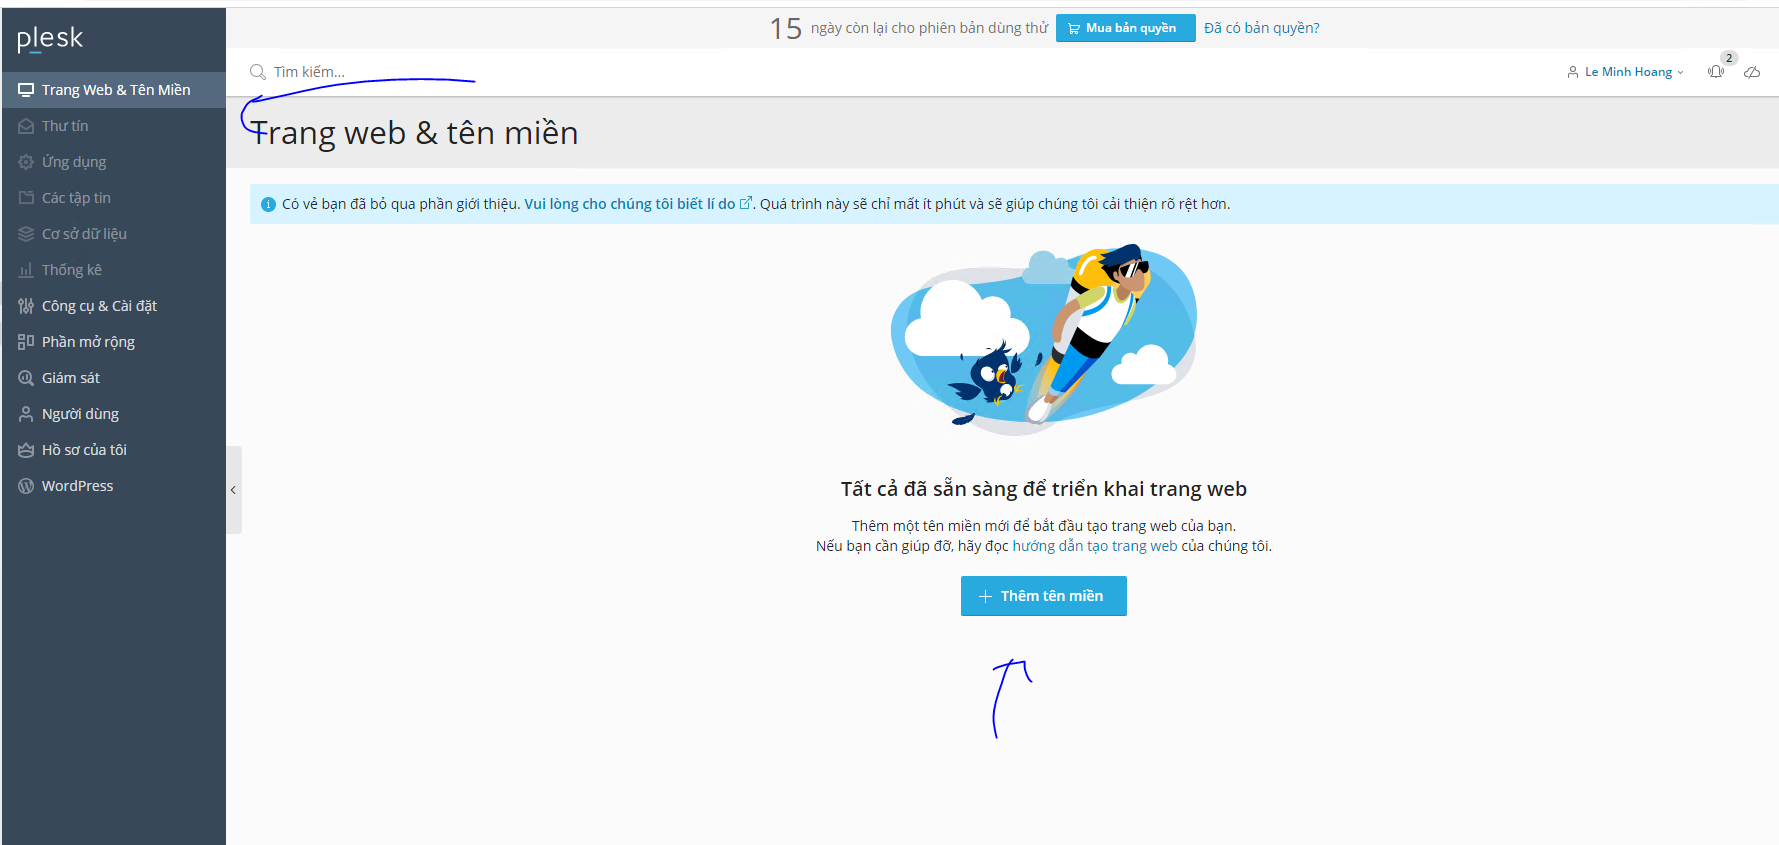 plesk
15 ngày còn lại cho phiên bản dùng thử Mua bản quyền Đã có bản quyền?
Tìm kiếm...
Le Minh Hoang
2
Trang Web & Tên Miền
Thư tín
Ứng dụng
Các tập tin
Cơ sở dữ liệu
Thống kê
Công cụ & Cài đặt
Phần mở rộng
Giám sát
Người dùng
Hồ sơ của tôi
WordPress
Trang web & tên miền
Có vẻ bạn đã bỏ qua phần giới thiệu. Vui lòng cho chúng tôi biết lí do. Quá trình này sẽ chỉ mất ít phút và sẽ giúp chúng tôi cải thiện rõ rệt hơn.
Tất cả đã sẵn sàng để triển khai trang web
Thêm một tên miền mới để bắt đầu tạo trang web của bạn.
Nếu bạn cần giúp đỡ, hãy đọc hướng dẫn tạo trang web của chúng tôi.
Thêm tên miền